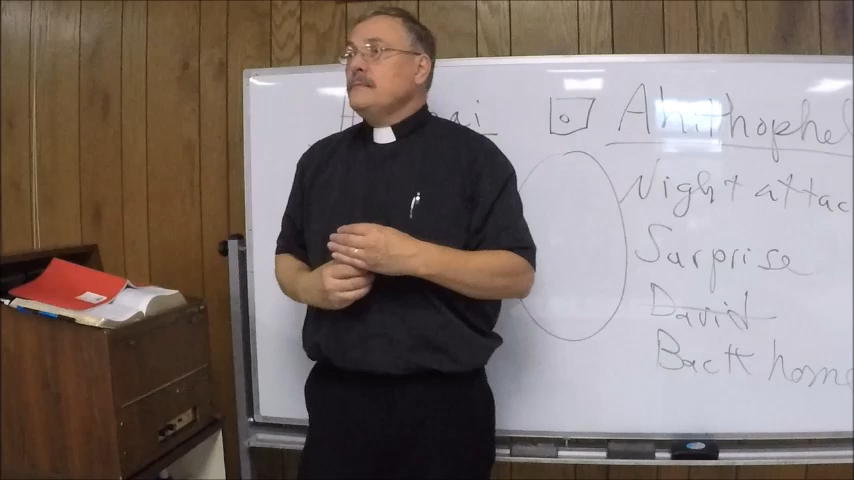 Ahithophel
Night attac
Surprise
David
Back home